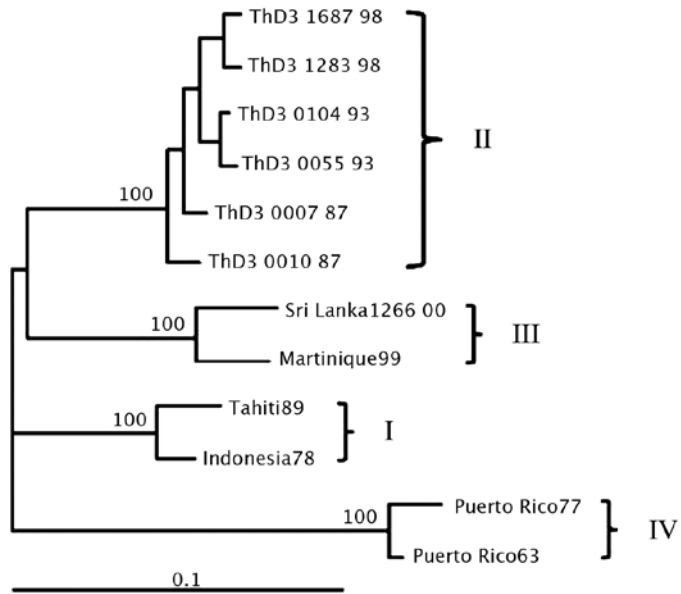 ThD3 1687 98
ThD3 1283 98
ThD3 0104 93
II
ThD3 0055 93
100
ThD3 0007 87
ThD3 0010 87
Sri Lanka1266 00
100
III
Martinique99
Tahiti89
100
I
Indonesia78
Puerto Rico77
100
IV
Puerto Rico63
0.1